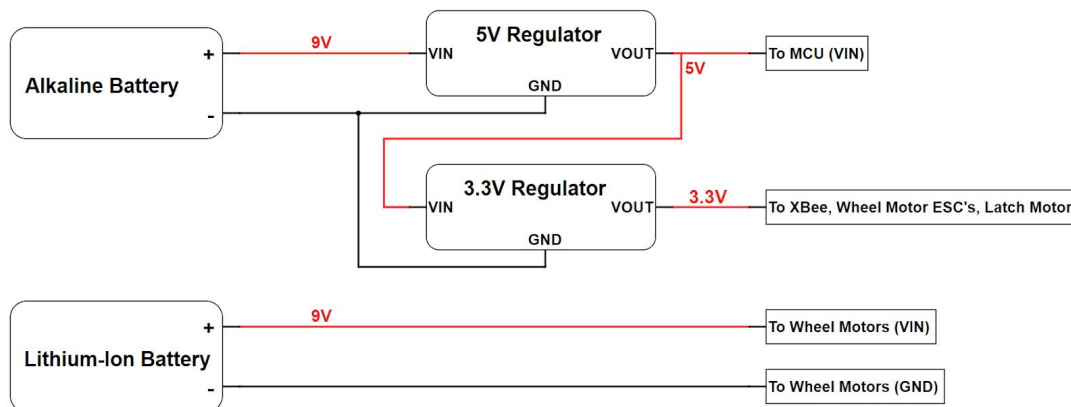 5V Regulator
9V
+
VIN
VOUT
To MCU (VIN)
5V
Alkaline Battery
GND
-
3.3V Regulator
3.3V
VIN
VOUT
To XBee, Wheel Motor ESC's, Latch Motor
GND
9V
+
To Wheel Motors (VIN)
Lithium-Ion Battery
-
To Wheel Motors (GND)